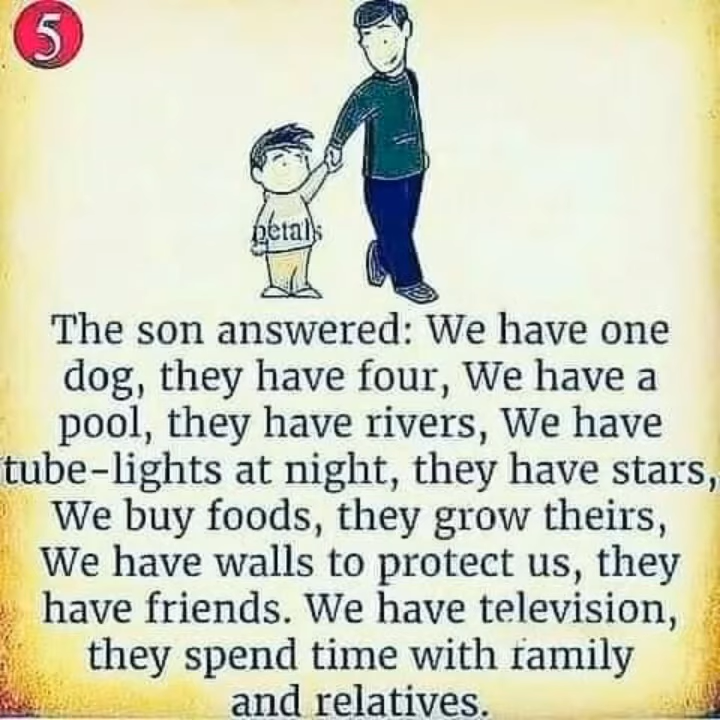 5
petals
The son answered: We have one
dog, they have four, We have a
pool, they have rivers, We have
tube-lights at night, they have stars,
We buy foods, they grow theirs,
We have walls to protect us, they
have friends. We have television,
they spend time with family
and relatives.